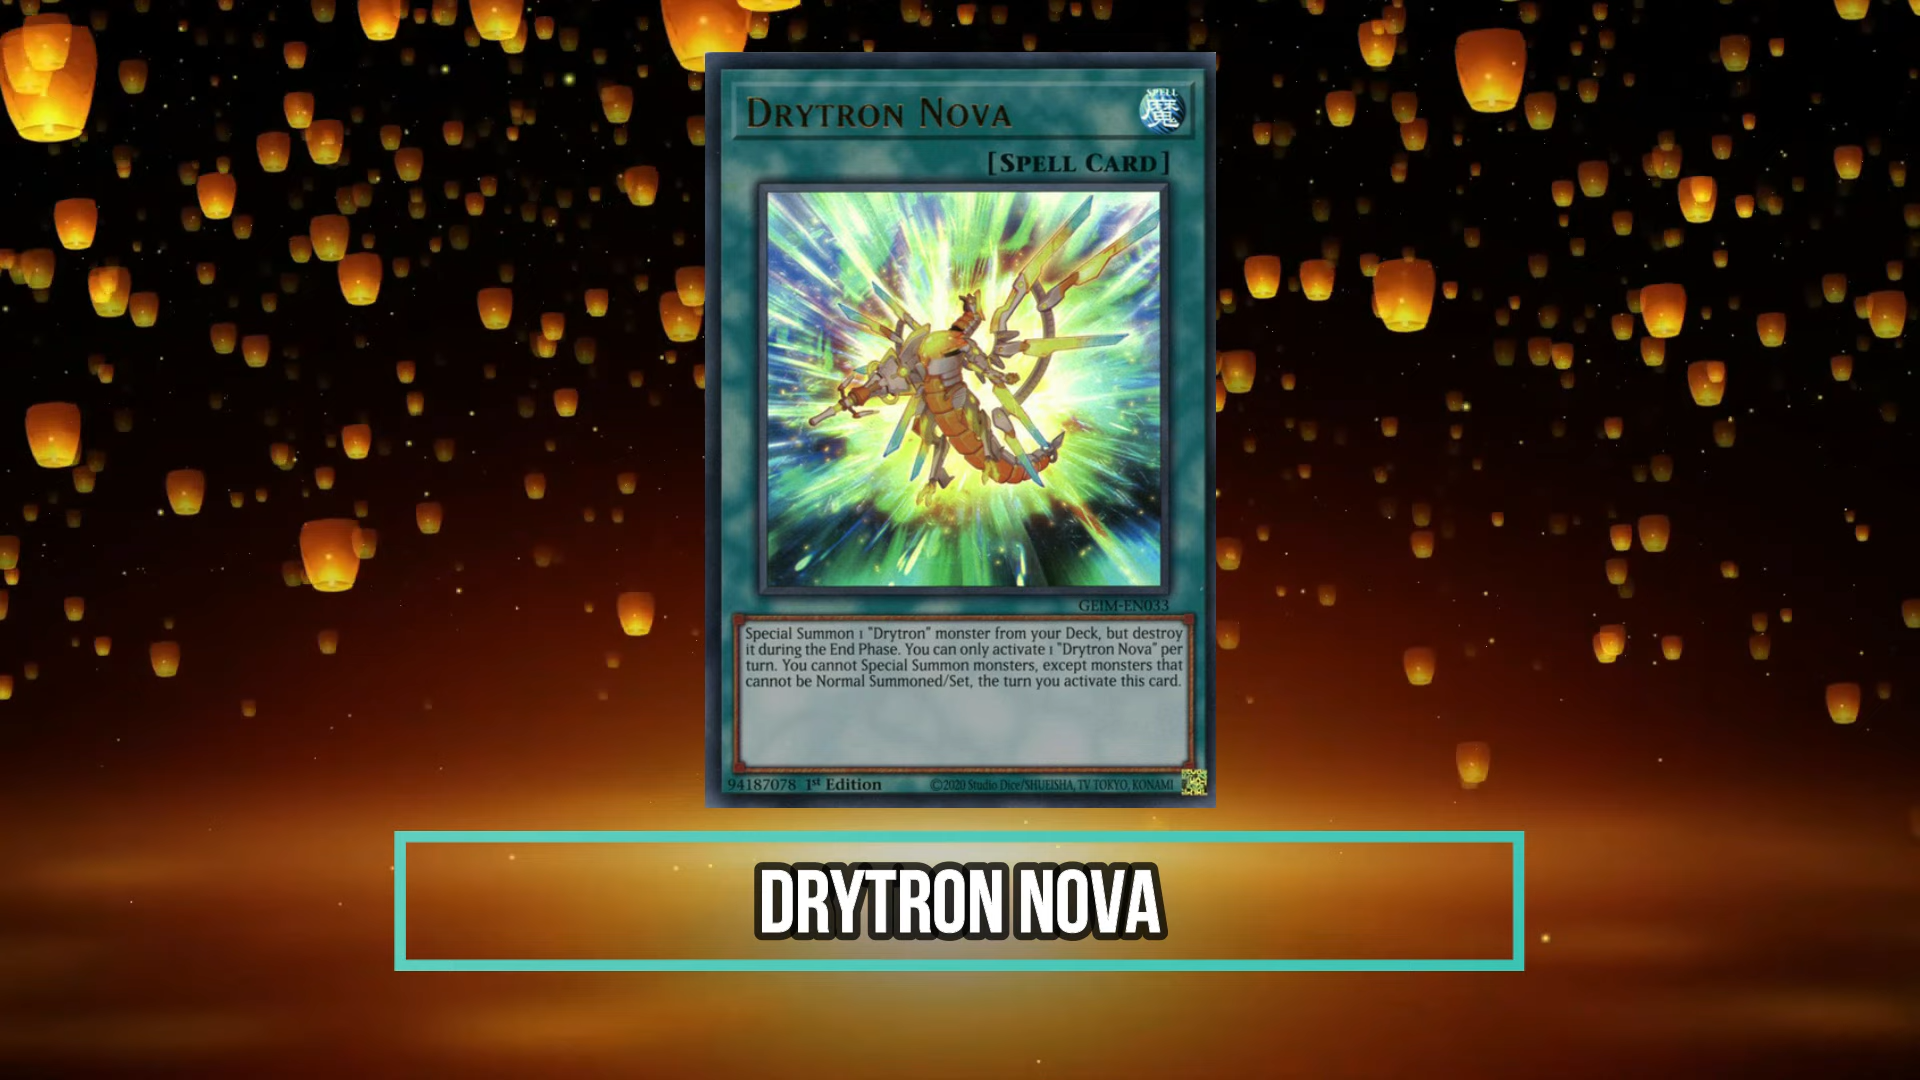 DRYTRON NOVA
SPELL
魔
[SPELL CARD]
GEIM-EN033
Special Summon 1 "Drytron" monster from your Deck, but destroy
it during the End Phase. You can only activate 1 "Drytron Nova" per
turn. You cannot Special Summon monsters, except monsters that
cannot be Normal Summoned/Set, the turn you activate this card.
94187078 1st Edition ©2020 Studio Dice/SHUEISHA, TV TOKYO, KONAMI
DRYTRON NOVA